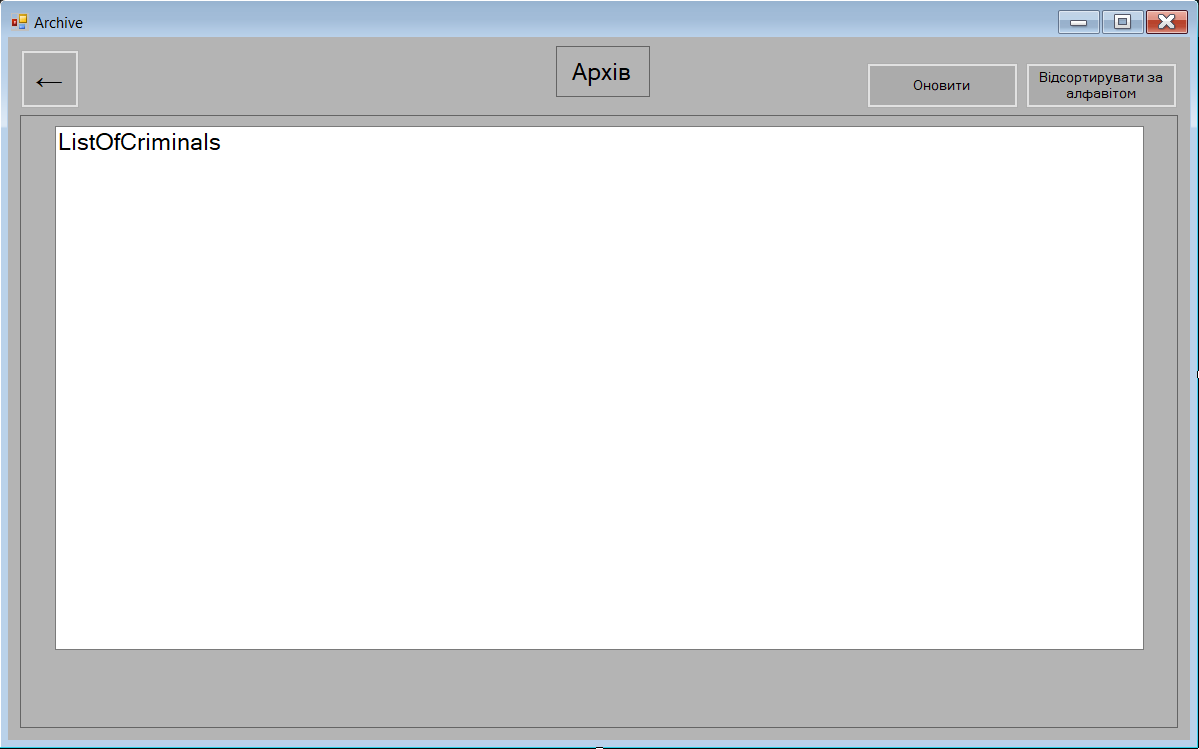 Archive
←
Архів
Оновити
Відсортирувати за
алфавітом
ListOfCriminals